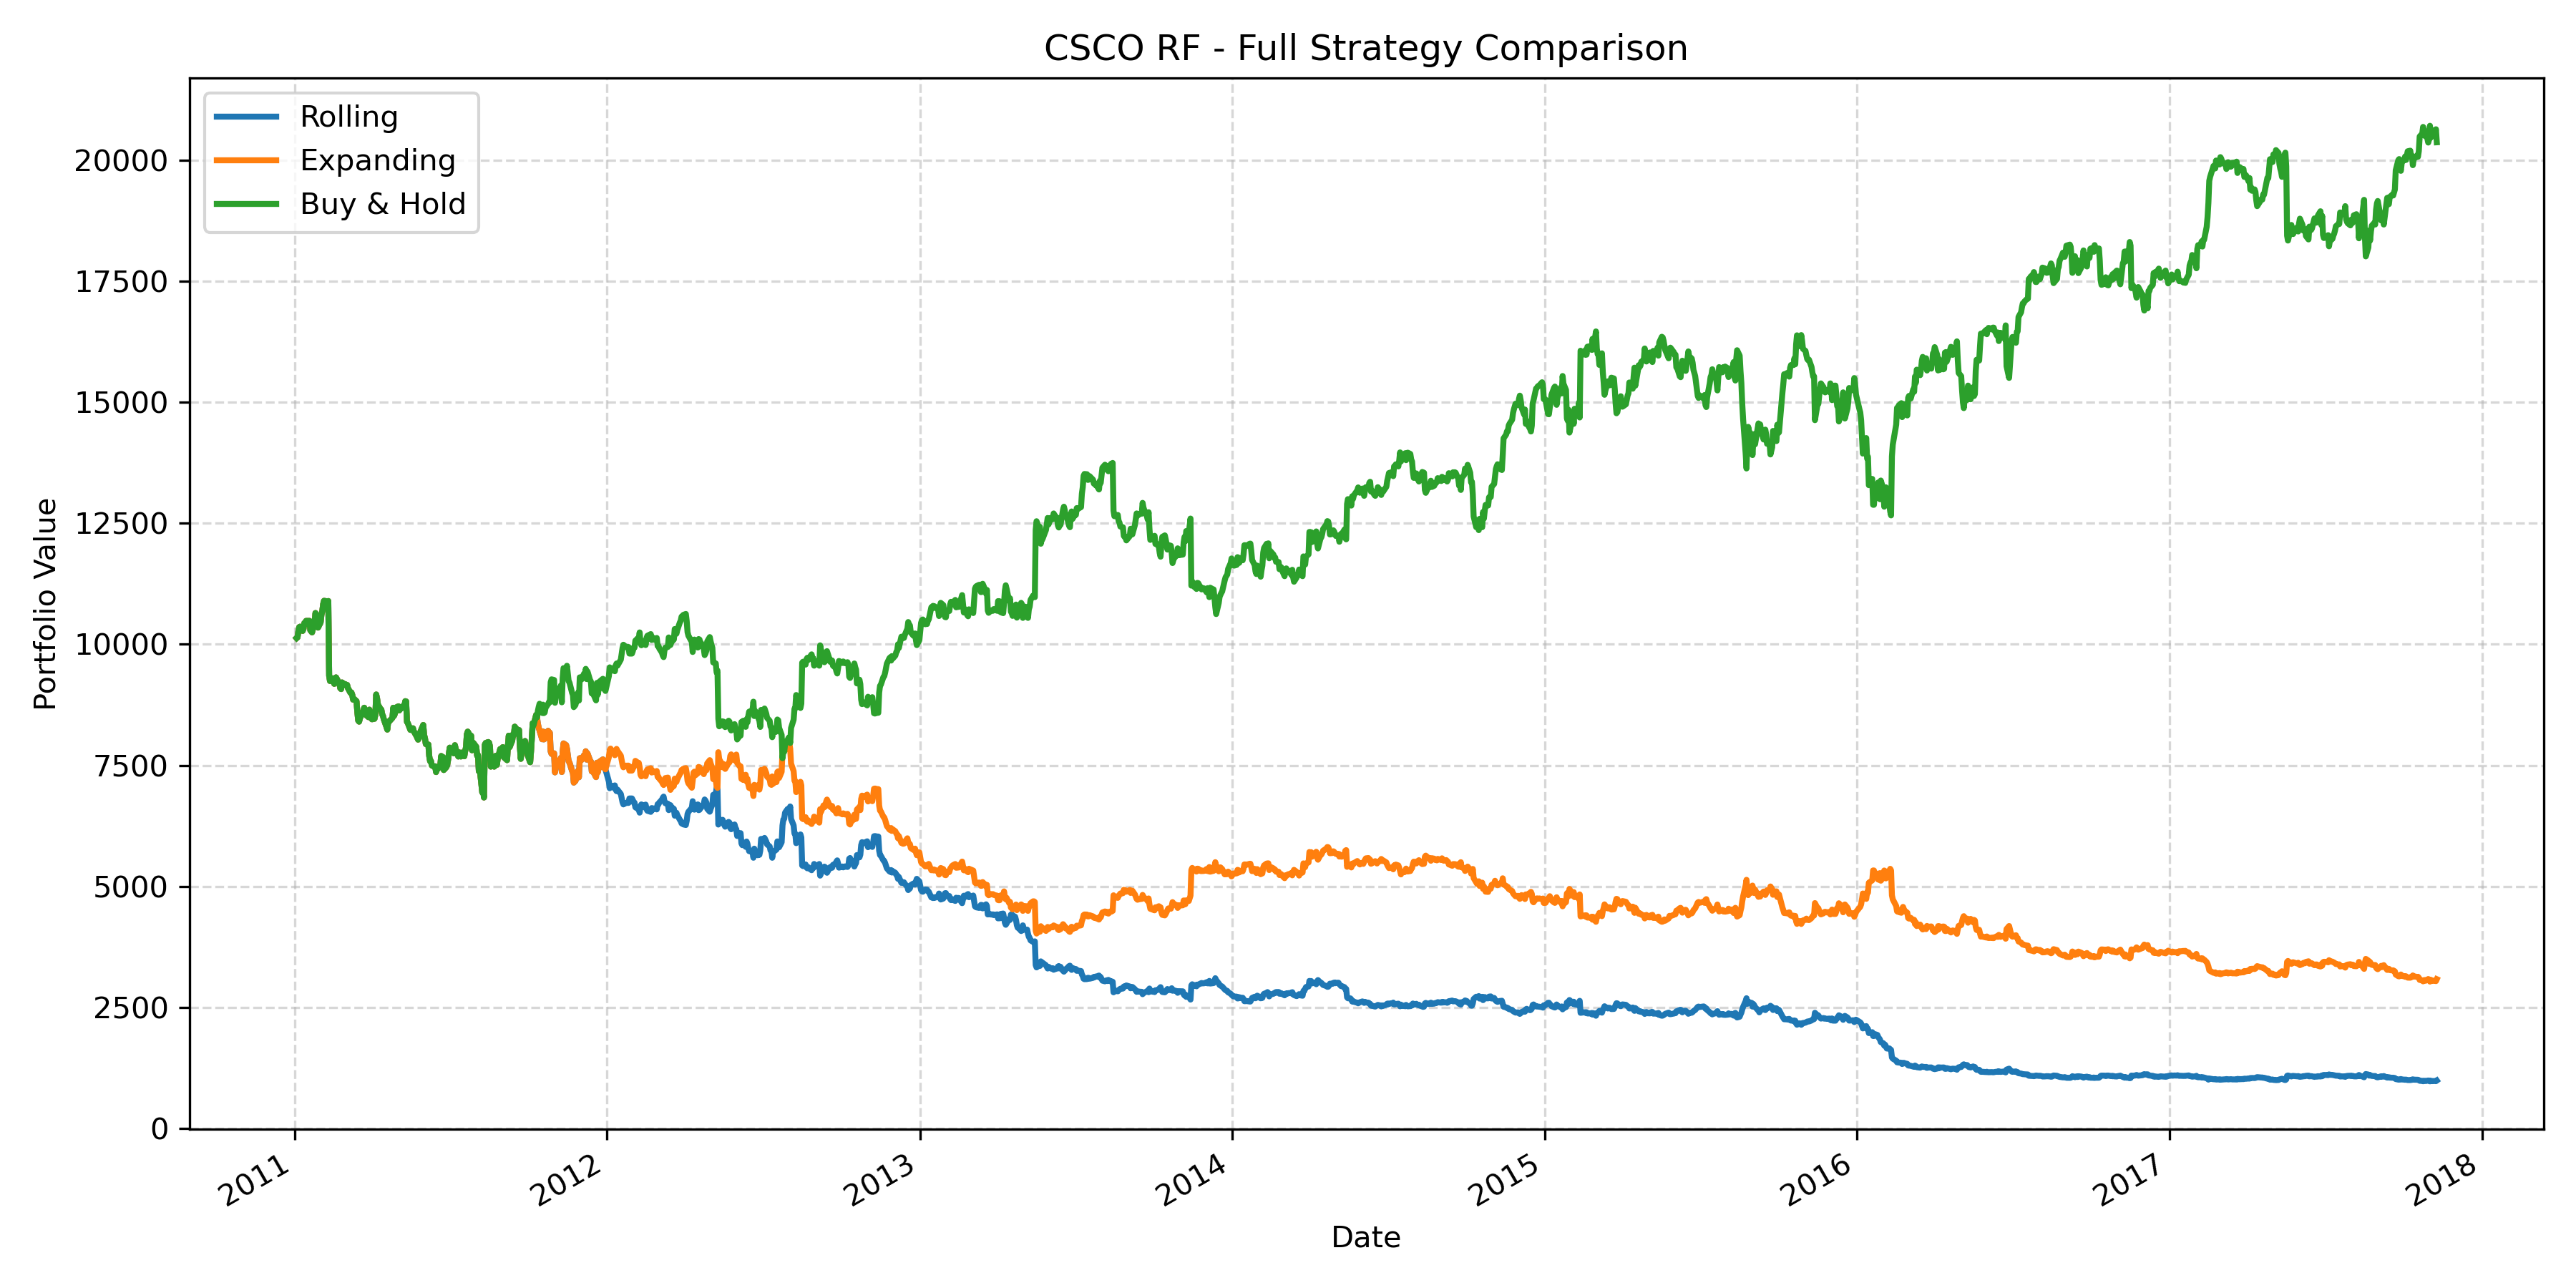 CSCO RF - Full Strategy Comparison
Rolling
Expanding
Buy & Hold
Portfolio Value
20000
17500
15000
12500
10000
7500
5000
2500
0
2011
2012
2013
2014
2015
2016
2017
2018
Date